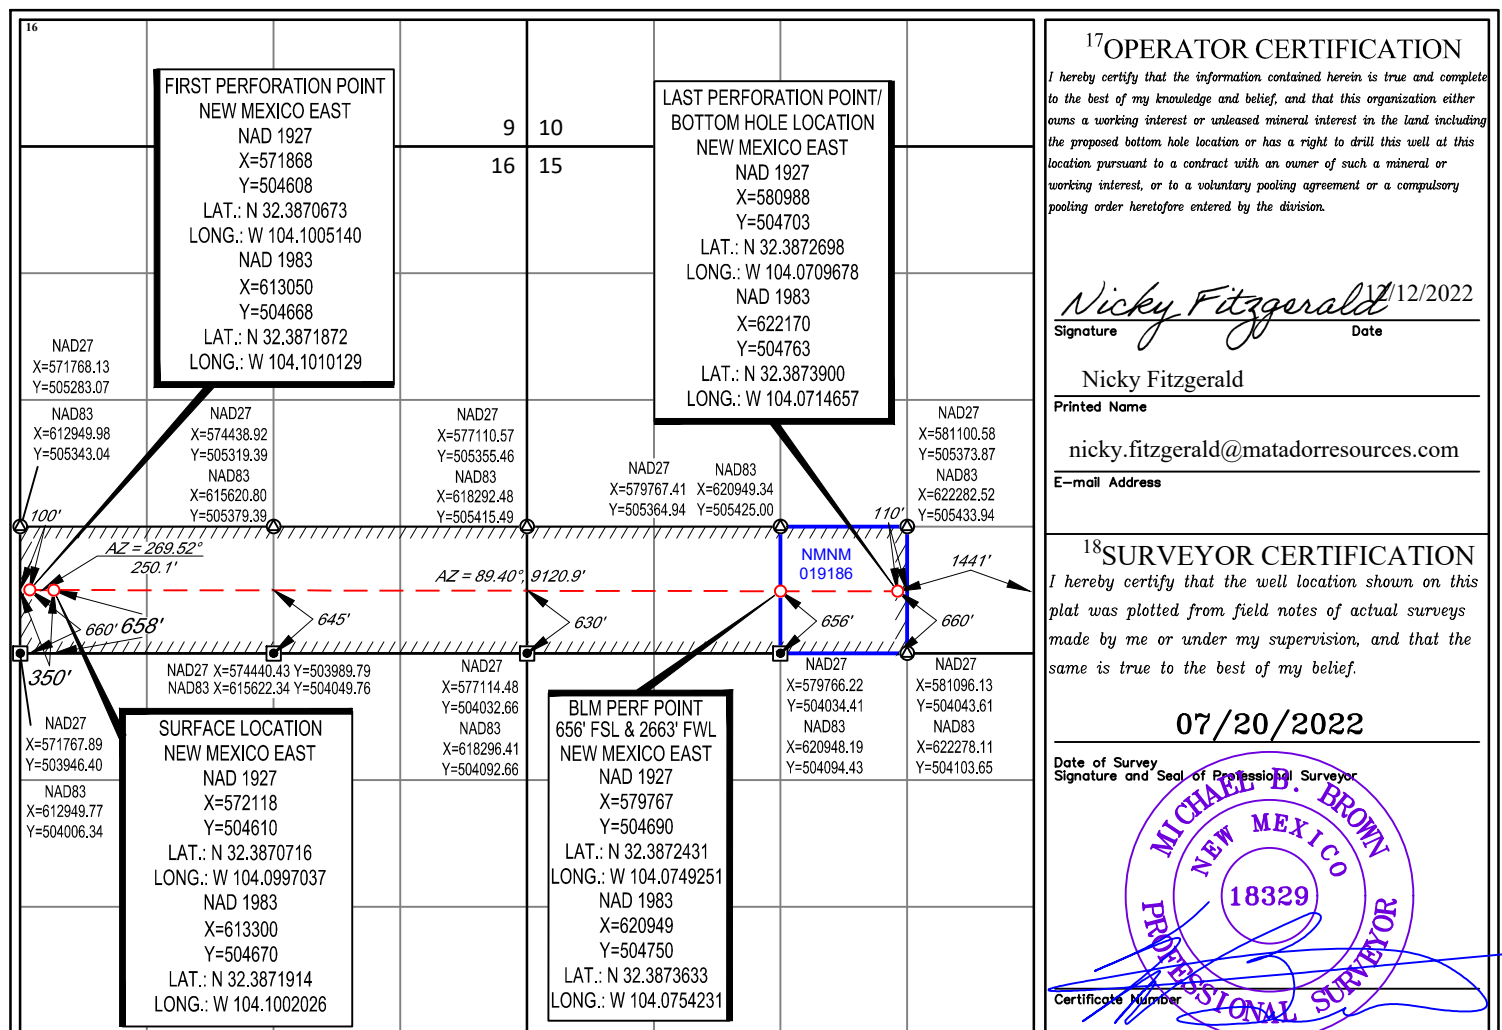 16
FIRST PERFORATION POINT
NEW MEXICO EAST
NAD 1927
X=571868
Y=504608
LAT.: N 32.3870673
LONG.: W 104.1005140
NAD 1983
X=613050
Y=504668
LAT.: N 32.3871872
LONG.: W 104.1010129
9 10
16 15
LAST PERFORATION POINT/
BOTTOM HOLE LOCATION
NEW MEXICO EAST
NAD 1927
X=580988
Y=504703
LAT.: N 32.3872698
LONG.: W 104.0709678
NAD 1983
X=622170
Y=504763
LAT.: N 32.3873900
LONG.: W 104.0714657
NAD27
X=571768.13
Y=505283.07
NAD83
X=612949.98
Y=505343.04
NAD27
X=574438.92
Y=505319.39
NAD83
X=615620.80
Y=505379.39
NAD27
X=577110.57
Y=505355.46
NAD83
X=618292.48
Y=505415.49
NAD27
X=579767.41
Y=505364.94
NAD83
X=620949.34
Y=505425.00
NAD27
X=581100.58
Y=505373.87
NAD83
X=622282.52
Y=505433.94
100'
110'
AZ = 269.52°
250.1'
AZ = 89.40°, 9120.9'
NMNM
019186
1441'
660' 658'
645'
630'
656'
660'
350'
NAD27
X=571767.89
Y=503946.40
NAD83
X=612949.77
Y=504006.34
NAD27 X=574440.43 Y=503989.79
NAD83 X=615622.34 Y=504049.76
NAD27
X=577114.48
Y=504032.66
NAD83
X=618296.41
Y=504092.66
NAD27
X=579766.22
Y=504034.41
NAD83
X=620948.19
Y=504094.43
NAD27
X=581096.13
Y=504043.61
NAD83
X=622278.11
Y=504103.65
SURFACE LOCATION
NEW MEXICO EAST
NAD 1927
X=572118
Y=504610
LAT.: N 32.3870716
LONG.: W 104.0997037
NAD 1983
X=613300
Y=504670
LAT.: N 32.3871914
LONG.: W 104.1002026
BLM PERF POINT
656' FSL & 2663' FWL
NEW MEXICO EAST
NAD 1927
X=579767
Y=504690
LAT.: N 32.3872431
LONG.: W 104.0749251
NAD 1983
X=620949
Y=504750
LAT.: N 32.3873633
LONG.: W 104.0754231
17OPERATOR CERTIFICATION
I hereby certify that the information contained herein is true and complete
to the best of my knowledge and belief, and that this organization either
owns a working interest or unleased mineral interest in the land including
the proposed bottom hole location or has a right to drill this well at this
location pursuant to a contract with an owner of such a mineral or
working interest, or to a voluntary pooling agreement or a compulsory
pooling order heretofore entered by the division.
Nicky Fitzgerald 12/12/2022
Signature Date
Nicky Fitzgerald
Printed Name
nicky.fitzgerald@matadorresources.com
E-mail Address
18SURVEYOR CERTIFICATION
I hereby certify that the well location shown on this
plat was plotted from field notes of actual surveys
made by me or under my supervision, and that the
same is true to the best of my belief.
07/20/2022
Date of Survey
Signature and Seal of Professional Surveyor
MICHAEL B. BROWN
NEW MEXICO
18329
PROFESSIONAL SURVEYOR
Certificate Number